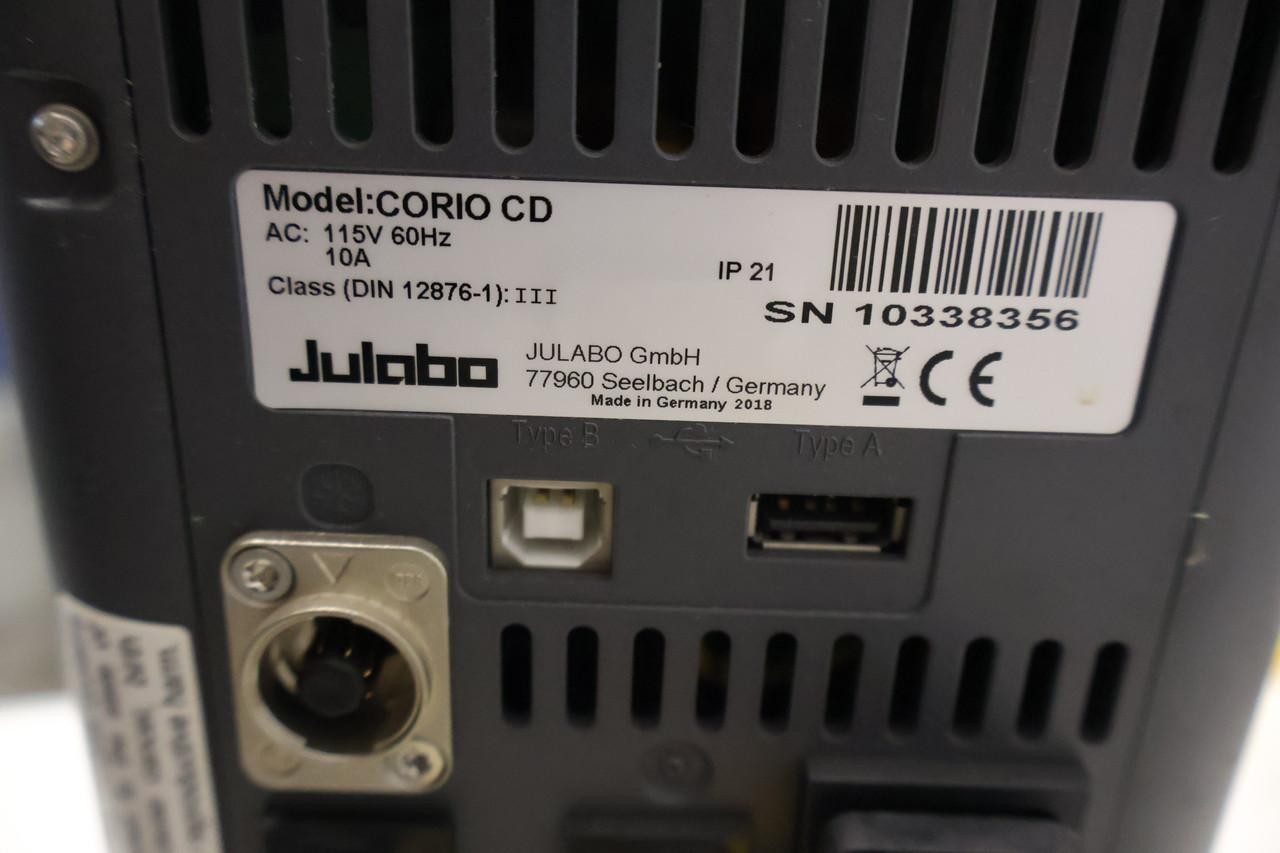 Model:CORIO CD
AC: 115V 60Hz
10A
Class (DIN 12876-1): III
IP 21
SN 10338356
Julabo
JULABO GmbH
77960 Seelbach / Germany
Made in Germany 2018
CE
Type B
Type A